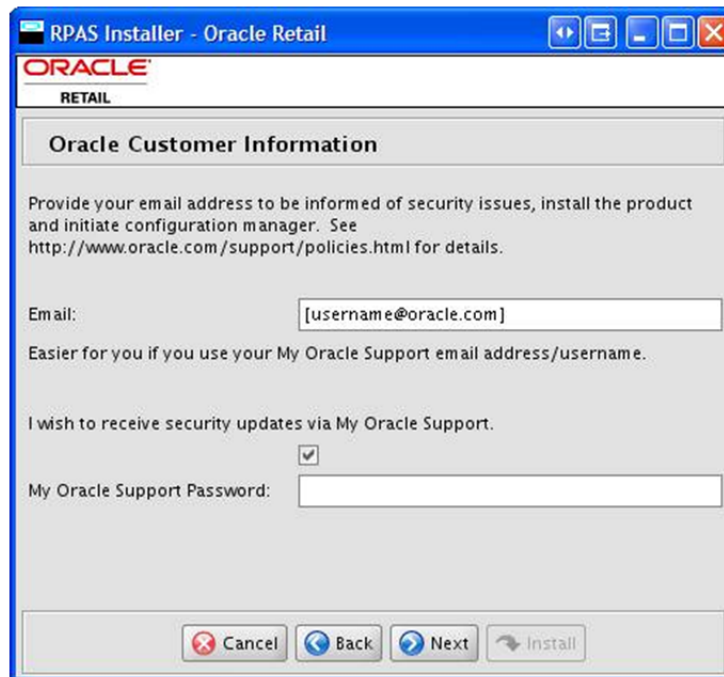 RPAS Installer - Oracle Retail
ORACLE
RETAIL
Oracle Customer Information
Provide your email address to be informed of security issues, install the product
and initiate configuration manager.  See
http://www.oracle.com/support/policies.html for details.
Email:
[username@oracle.com]
Easier for you if you use your My Oracle Support email address/username.
I wish to receive security updates via My Oracle Support.
My Oracle Support Password:
Cancel
Back
Next
Install